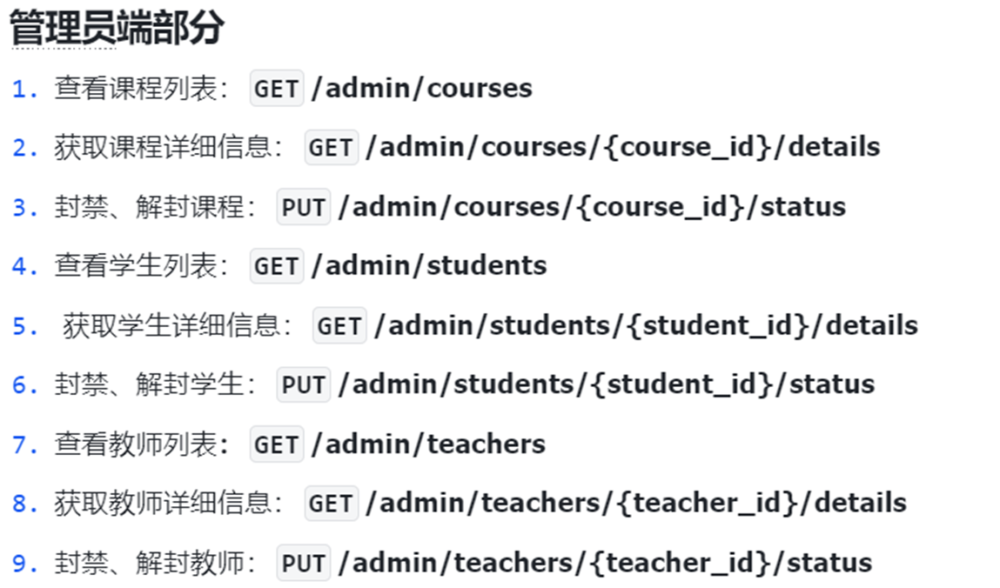 管理员端部分
1. 查看课程列表： GET /admin/courses
2. 获取课程详细信息： GET /admin/courses/{course_id}/details
3. 封禁、解封课程： PUT /admin/courses/{course_id}/status
4. 查看学生列表： GET /admin/students
5. 获取学生详细信息： GET /admin/students/{student_id}/details
6. 封禁、解封学生： PUT /admin/students/{student_id}/status
7. 查看教师列表： GET /admin/teachers
8. 获取教师详细信息： GET /admin/teachers/{teacher_id}/details
9. 封禁、解封教师： PUT /admin/teachers/{teacher_id}/status